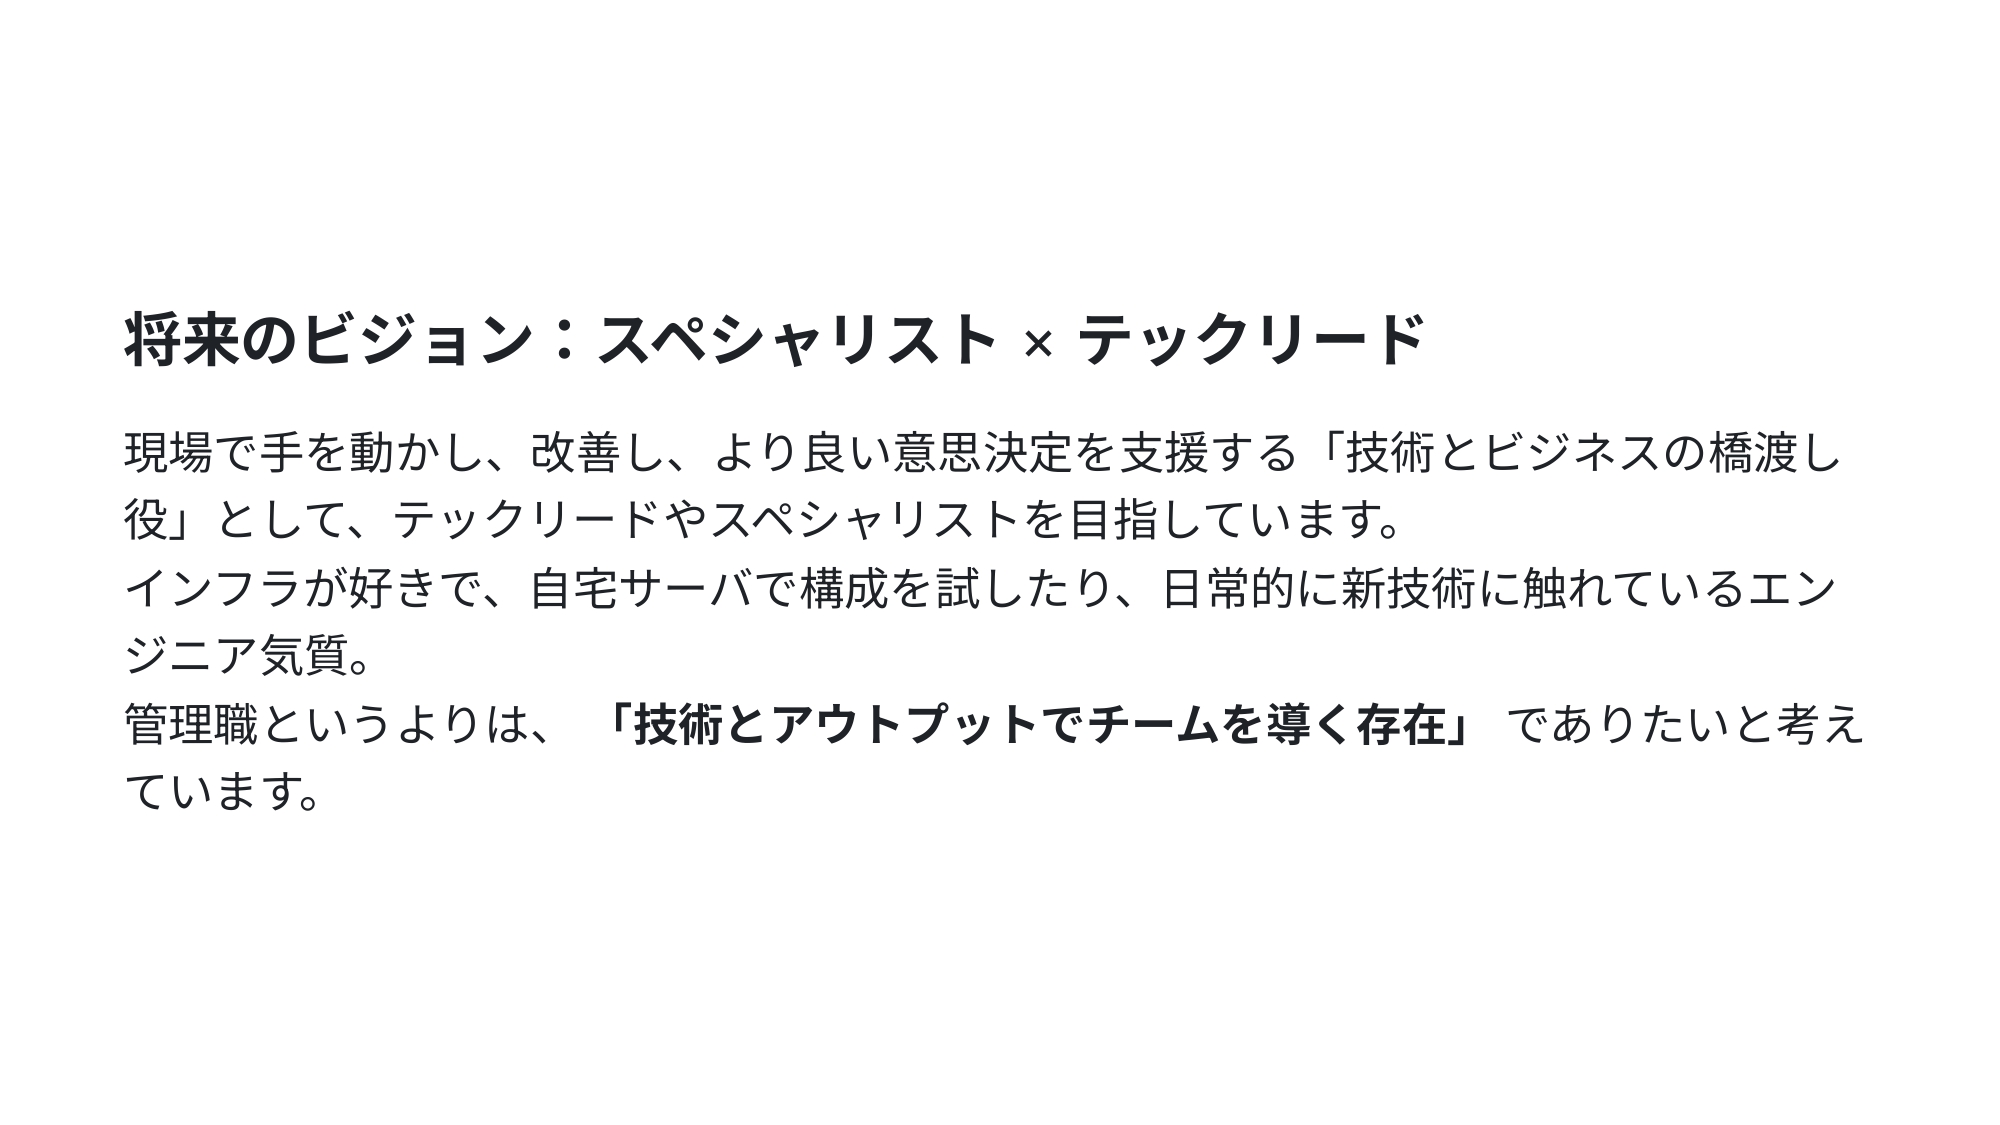 将来のビジョン：スペシャリスト × テックリード
現場で手を動かし、改善し、より良い意思決定を支援する「技術とビジネスの橋渡し
役」として、テックリードやスペシャリストを目指しています。
インフラが好きで、自宅サーバで構成を試したり、日常的に新技術に触れているエン
ジニア気質。
管理職というよりは、 「技術とアウトプットでチームを導く存在」 でありたいと考え
ています。